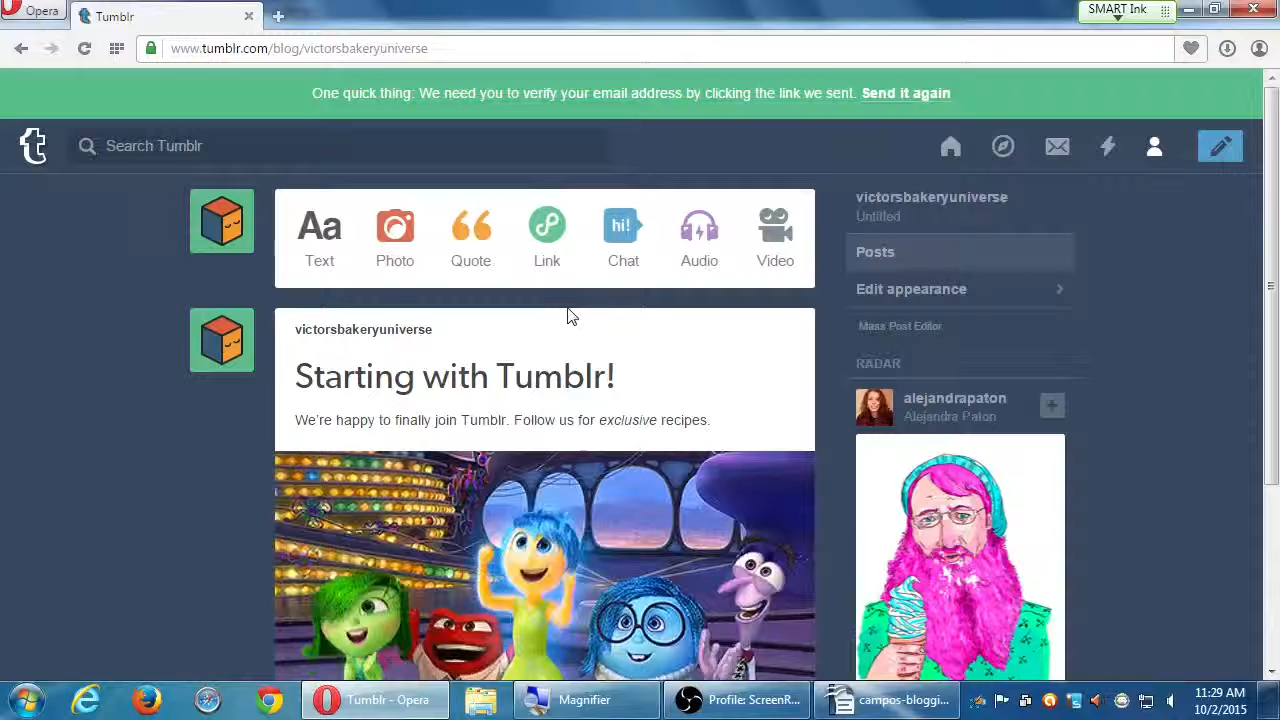 Opera
Tumblr
SMART Ink
www.tumblr.com/blog/victorsbakeryuniverse
One quick thing: We need you to verify your email address by clicking the link we sent. Send it again
Search Tumblr
Aa
hi!
Text
Photo
Quote
Link
Chat
Audio
Video
victorsbakeryuniverse
Untitled
Posts
Edit appearance
Mass Post Editor
RADAR
alejandrapaton
Alejandra Paton
victorsbakeryuniverse
Starting with Tumblr!
We're happy to finally join Tumblr. Follow us for exclusive recipes.
Tumblr - Opera
Magnifier
Profile: ScreenR...
campos-bloggi...
11:29 AM
10/2/2015